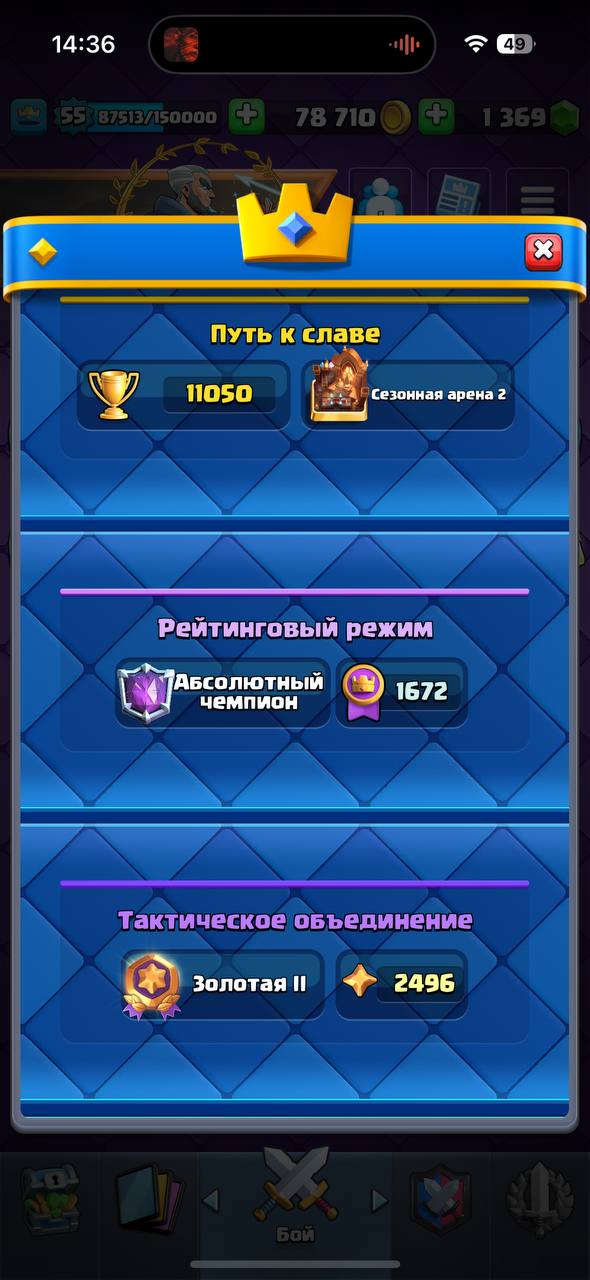 14:36
49
55 87513/150000
78 710
1 369
Путь к славе
11050
Сезонная арена 2
Рейтинговый режим
Абсолютный
чемпион
1672
Тактическое объединение
Золотая II
2496
Бой